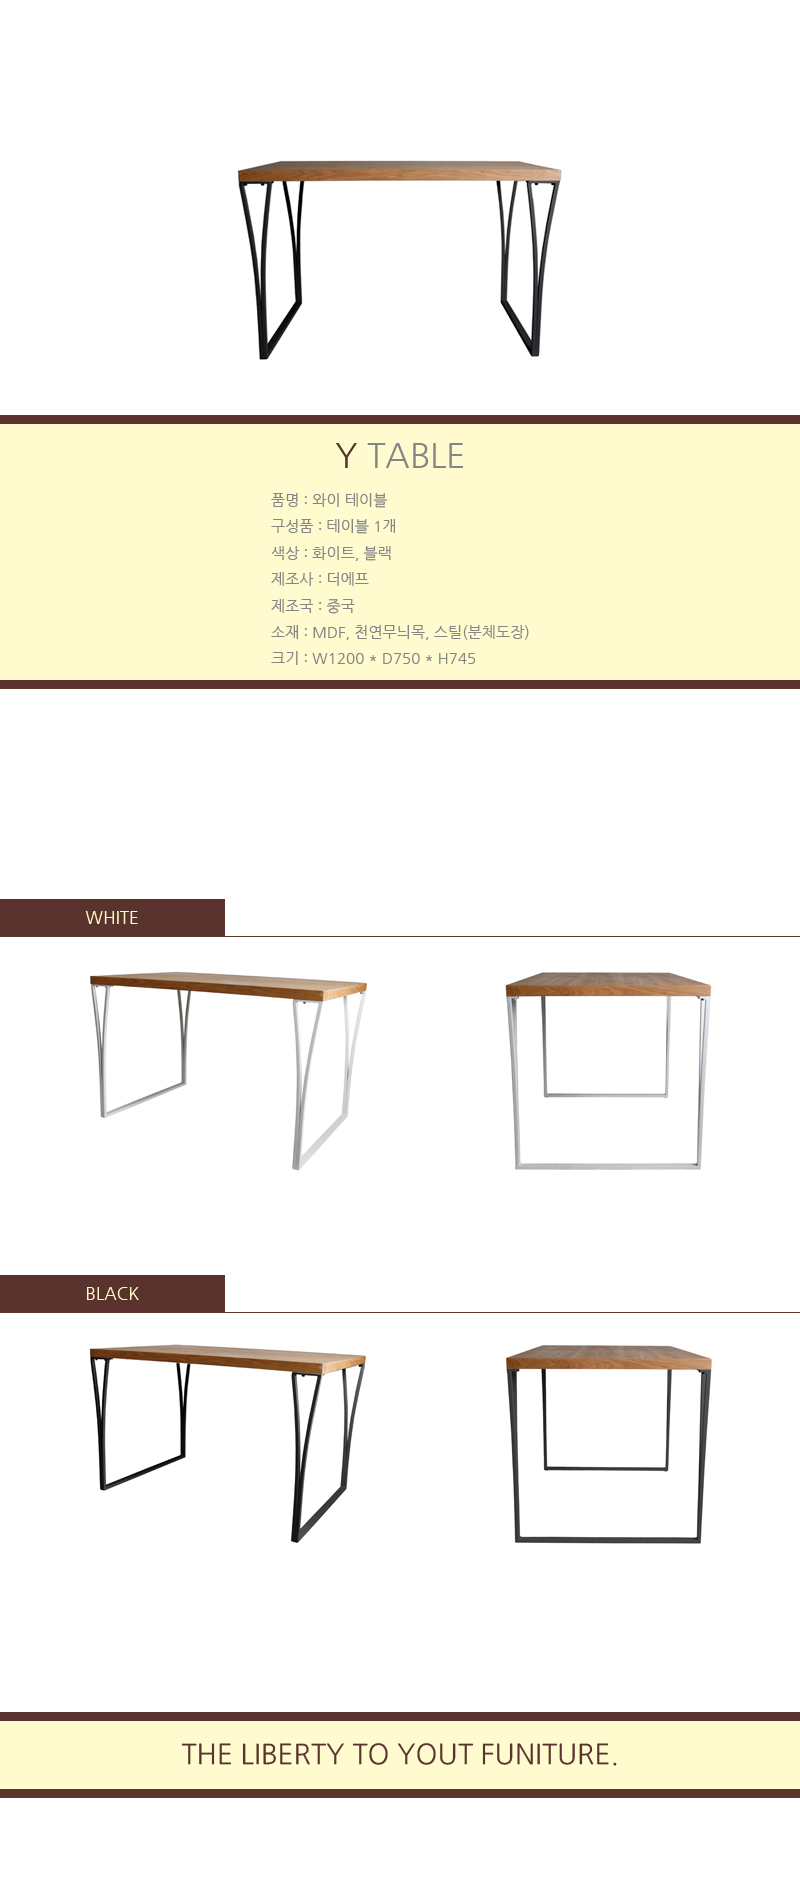 Y TABLE
품명 : 와이 테이블
구성품 : 테이블 1개
색상 : 화이트, 블랙
제조사 : 더에프
제조국 : 중국
소재 : MDF, 천연무늬목, 스틸(분체도장)
크기 : W1200 * D750 * H745
WHITE
BLACK
THE LIBERTY TO YOUT FUNITURE.